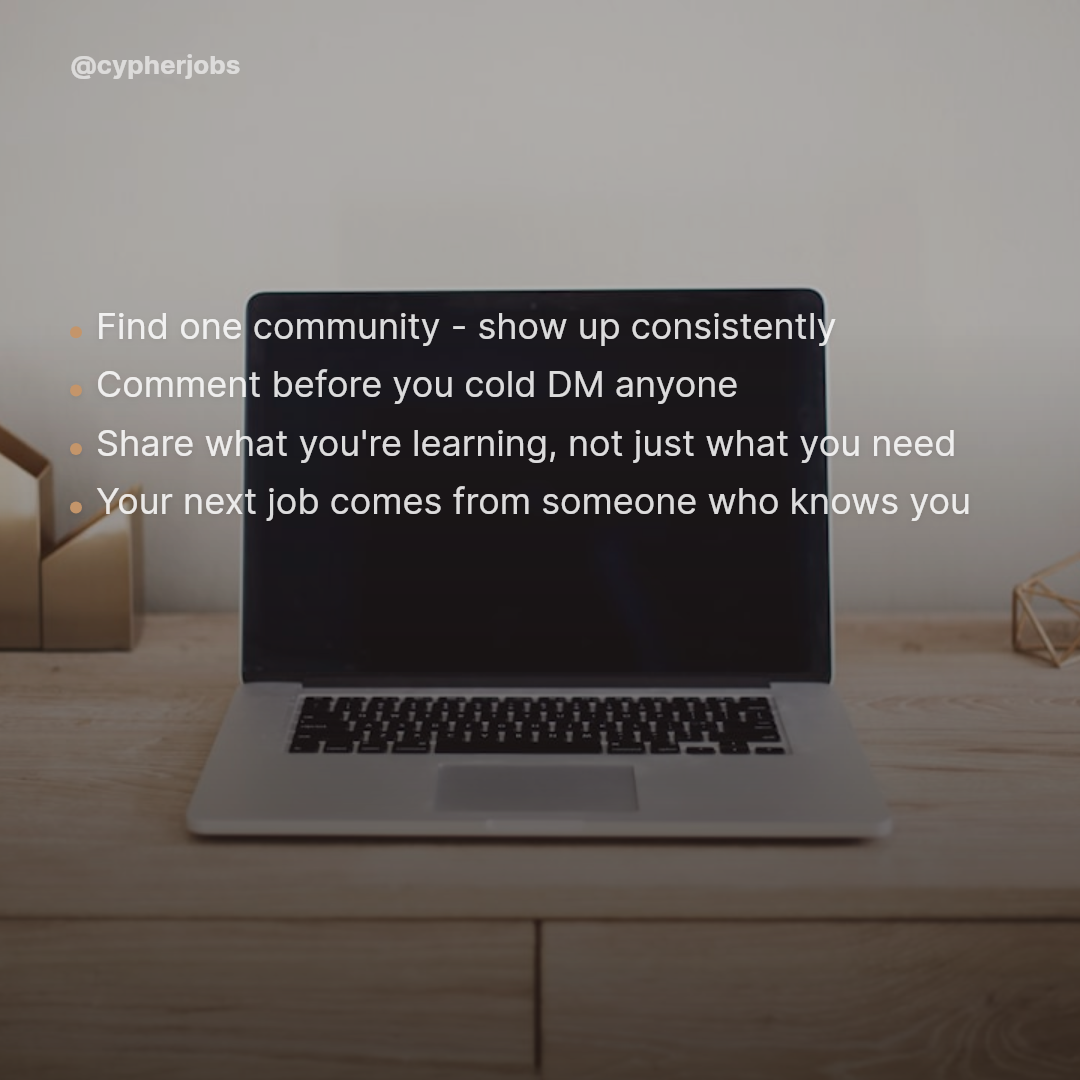 @cypherjobs
Find one community - show up consistently
Comment before you cold DM anyone
Share what you're learning, not just what you need
Your next job comes from someone who knows you